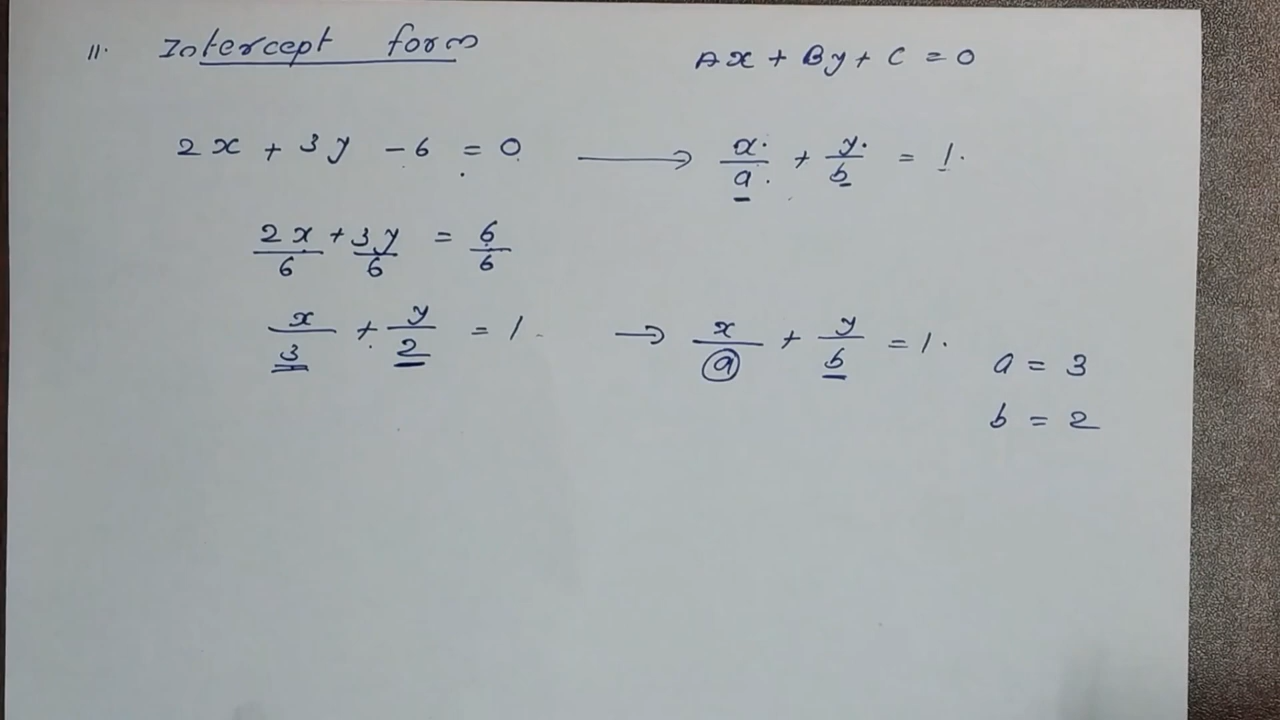 11. Intercept form
Ax + By + C = 0
2x + 3y - 6 = 0 ⟶ x/a + y/b = 1.
2x/6 + 3y/6 = 6/6
x/3 + y/2 = 1 → x/a + y/b = 1.
a = 3
b = 2